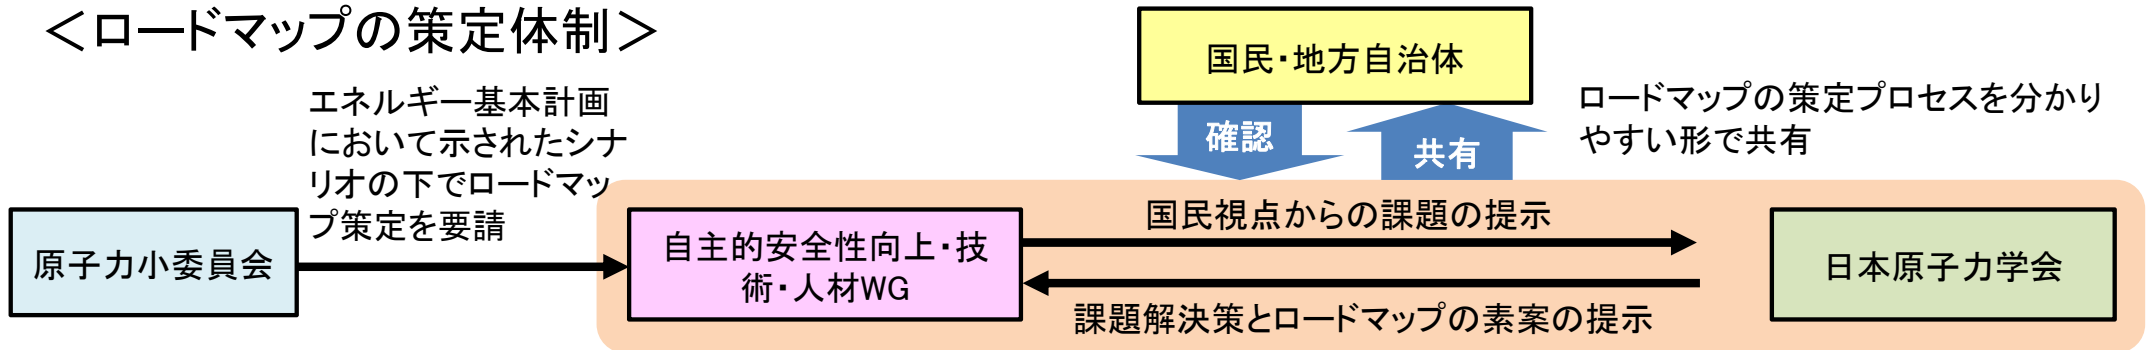 ＜ロードマップの策定体制＞
国民・地方自治体
エネルギー基本計画
において示されたシナ
リオの下でロードマッ
プ策定を要請
ロードマップの策定プロセスを分かり
やすい形で共有
確認
共有
国民視点からの課題の提示
原子力小委員会
自主的安全性向上・技
術・人材WG
日本原子力学会
課題解決策とロードマップの素案の提示